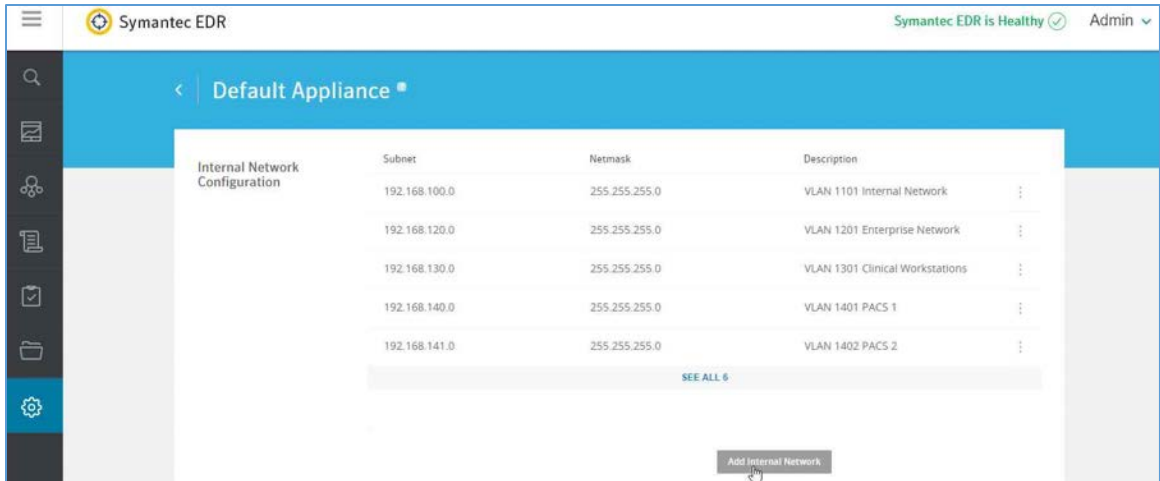 Symantec EDR
Symantec EDR is Healthy
Admin
Default Appliance
Internal Network
Configuration
Subnet Netmask Description
192.168.100.0 255.255.255.0 VLAN 1101 Internal Network
192.168.120.0 255.255.255.0 VLAN 1201 Enterprise Network
192.168.130.0 255.255.255.0 VLAN 1301 Clinical Workstations
192.168.140.0 255.255.255.0 VLAN 1401 PACS 1
192.168.141.0 255.255.255.0 VLAN 1402 PACS 2
SEE ALL 6
Add Internal Network